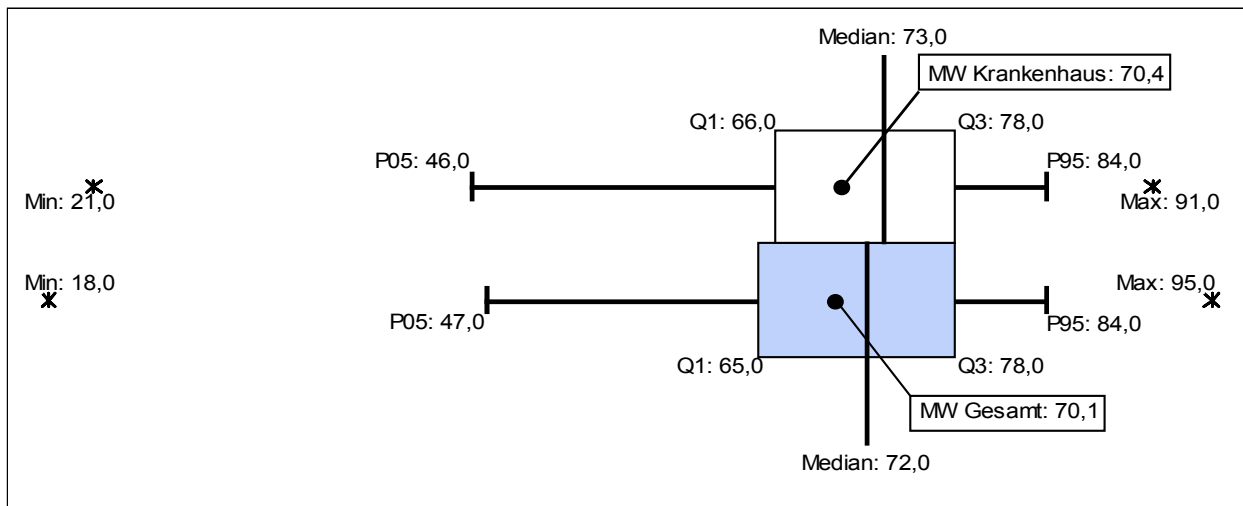 Median: 73,0
MW Krankenhaus: 70,4
Q1: 66,0
Q3: 78,0
P05: 46,0
P95: 84,0
Min: 21,0
Max: 91,0
Min: 18,0
Max: 95,0
P05: 47,0
P95: 84,0
Q1: 65,0
Q3: 78,0
MW Gesamt: 70,1
Median: 72,0